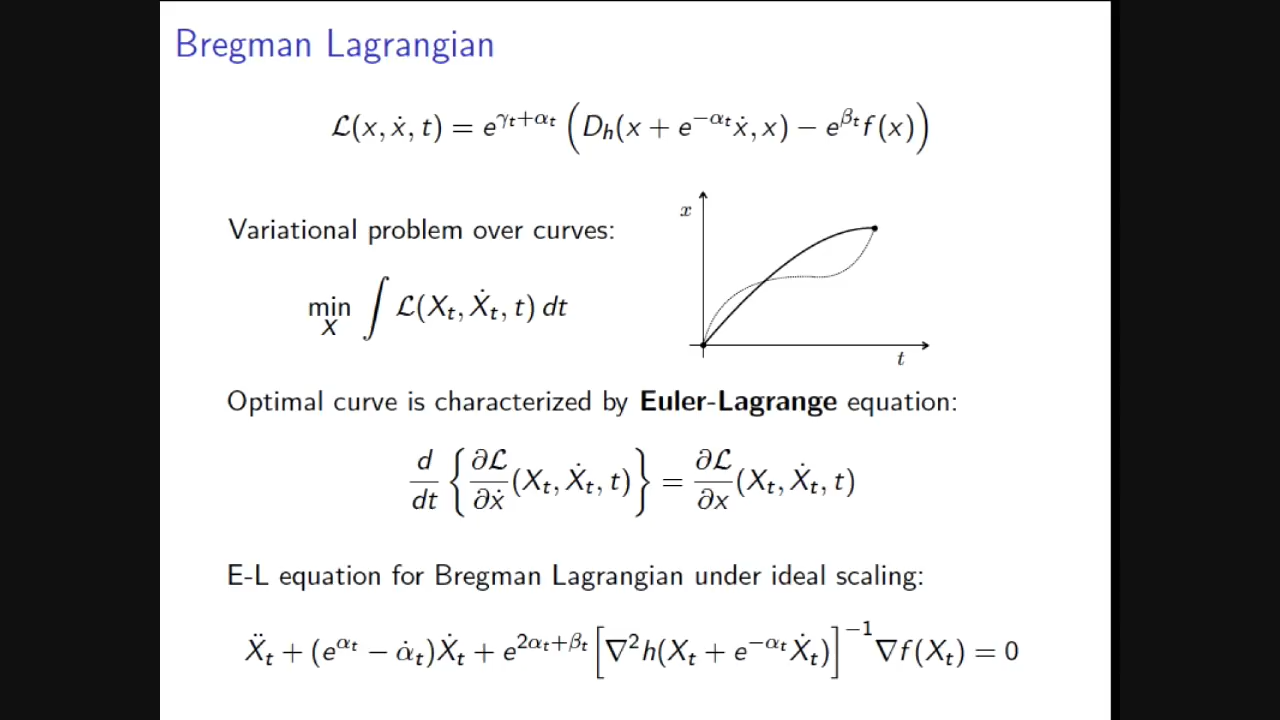 Bregman Lagrangian
ℒ(x, ẋ, t) = e^{γ_t+α_t} (D_h(x + e^{−α_t}ẋ, x) − e^{β_t}f(x))
Variational problem over curves:
x
min_X ∫ ℒ(X_t, Ẋ_t, t) dt
t
Optimal curve is characterized by Euler-Lagrange equation:
d/dt {∂ℒ/∂ẋ (X_t, Ẋ_t, t)} = ∂ℒ/∂x (X_t, Ẋ_t, t)
E-L equation for Bregman Lagrangian under ideal scaling:
Ẍ_t + (e^{α_t} − α̇_t)Ẋ_t + e^{2α_t+β_t} [∇²h(X_t + e^{−α_t}Ẋ_t)]^{−1} ∇f(X_t) = 0